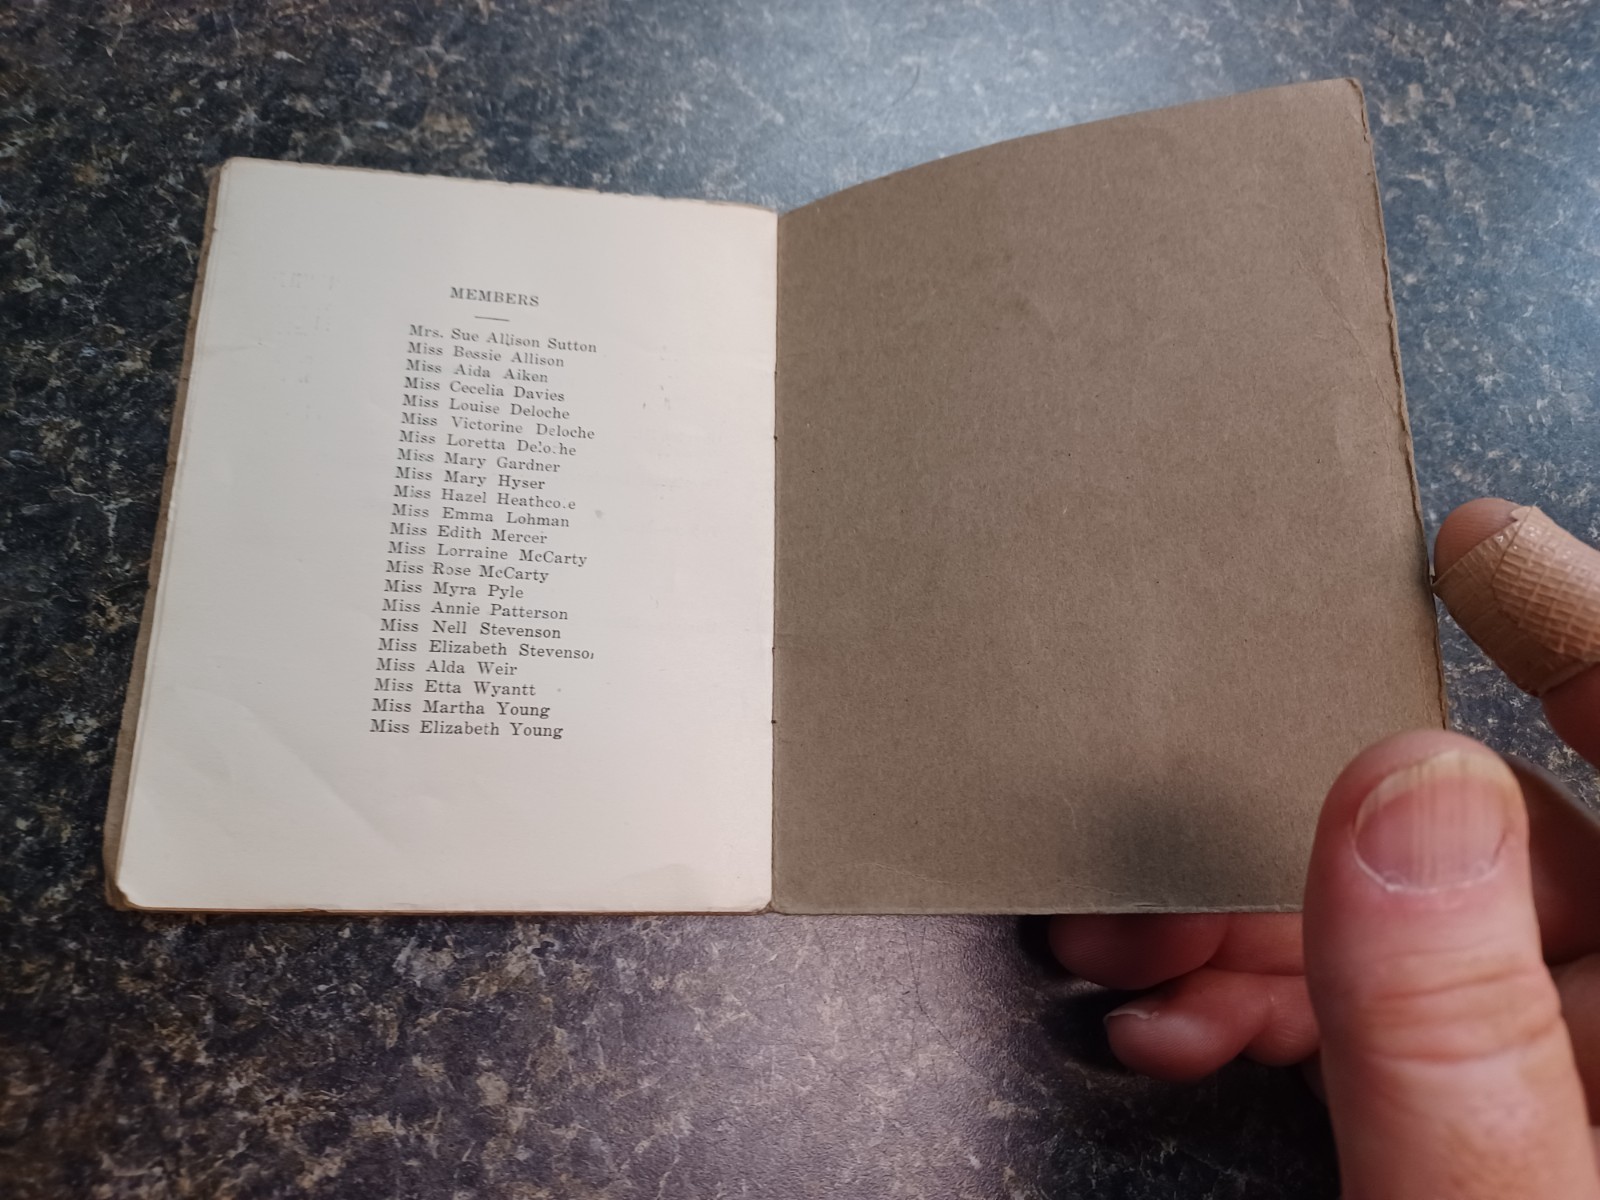 MEMBERS
Mrs. Sue Allison Sutton
Miss Bessie Allison
Miss Aida Aiken
Miss Cecelia Davies
Miss Louise Deloche
Miss Victorine Deloche
Miss Loretta Deloche
Miss Mary Gardner
Miss Mary Hyser
Miss Hazel Heathcote
Miss Emma Lohman
Miss Edith Mercer
Miss Lorraine McCarty
Miss Rose McCarty
Miss Myra Pyle
Miss Annie Patterson
Miss Nell Stevenson
Miss Elizabeth Stevenson
Miss Alda Weir
Miss Etta Wyantt
Miss Martha Young
Miss Elizabeth Young